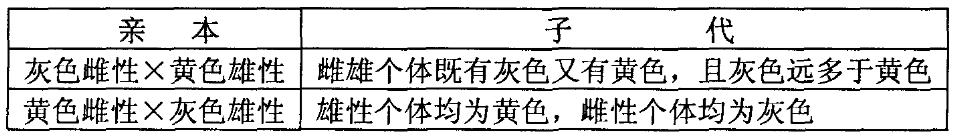 亲 本 子 代
灰色雌性×黄色雄性 雌雄个体既有灰色又有黄色，且灰色远多于黄色
黄色雌性×灰色雄性 雄性个体均为黄色，雌性个体均为灰色